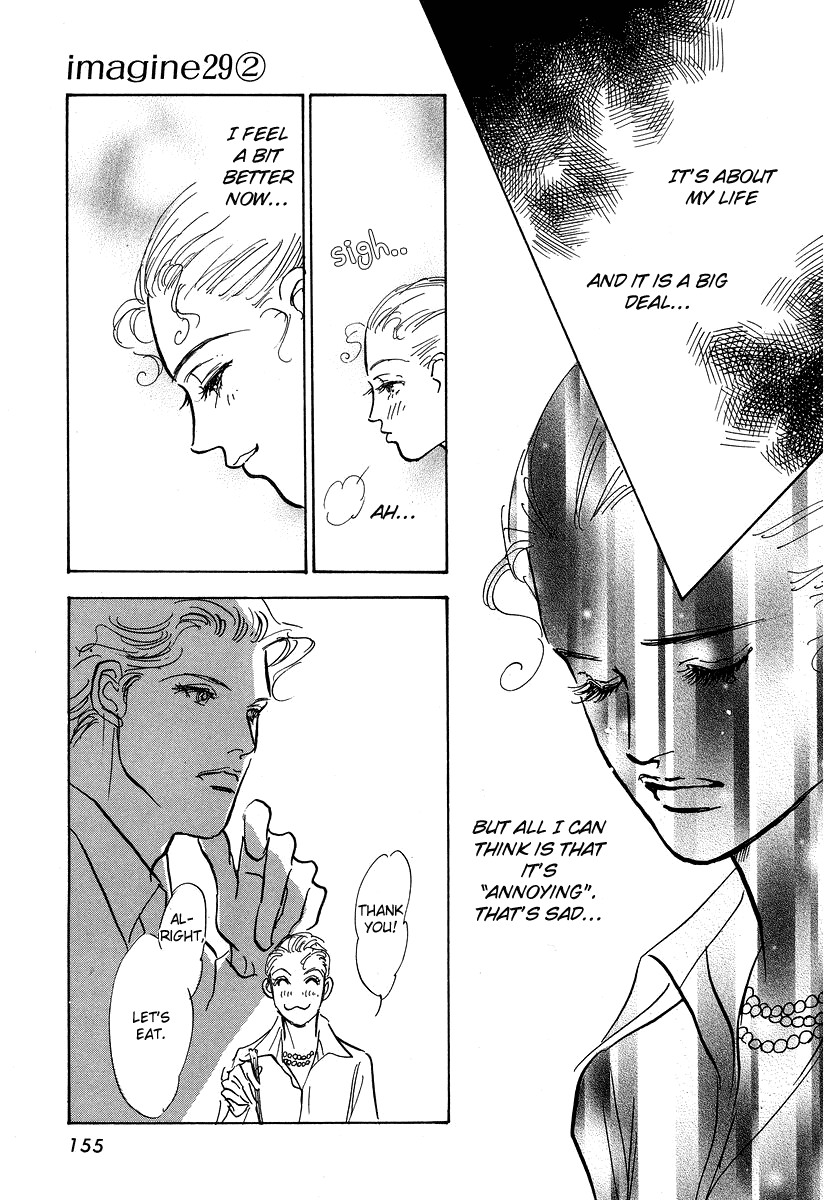 imagine29②
IT'S ABOUT
MY LIFE
AND IT IS A BIG
DEAL...
BUT ALL I CAN
THINK IS THAT
IT'S
"ANNOYING".
THAT'S SAD...
sigh..
AH...
I FEEL
A BIT
BETTER
NOW...
THANK
YOU!
AL-
RIGHT,
LET'S
EAT.
155